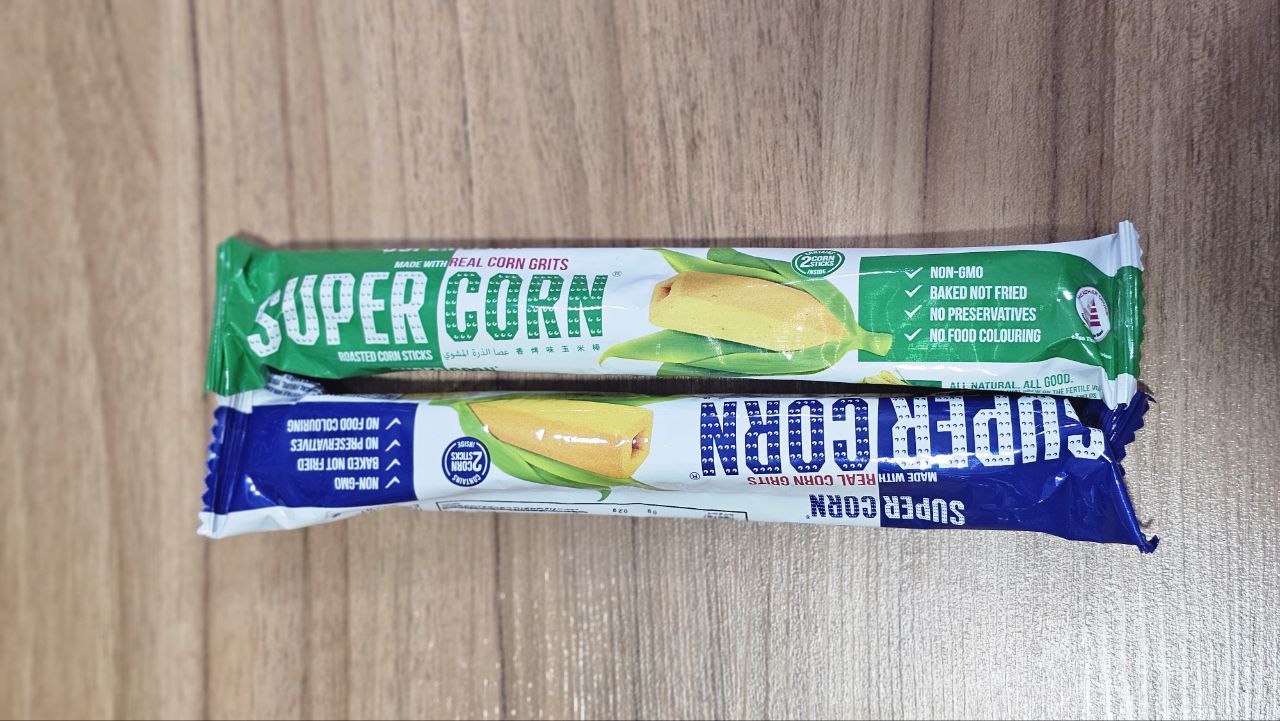 MADE WITH REAL CORN GRITS
SUPER CORN®
ROASTED CORN STICKS عصا الذرة المشوي 香烤味玉米棒
2 CORN STICKS
INSIDE
NON-GMO
BAKED NOT FRIED
NO PRESERVATIVES
NO FOOD COLOURING
ALL NATURAL. ALL GOOD.
SUPER CORN®
MADE WITH REAL CORN GRITS
SUPER CORN®
CONTAINS
2 CORN STICKS
INSIDE
NON-GMO
BAKED NOT FRIED
NO PRESERVATIVES
NO FOOD COLOURING